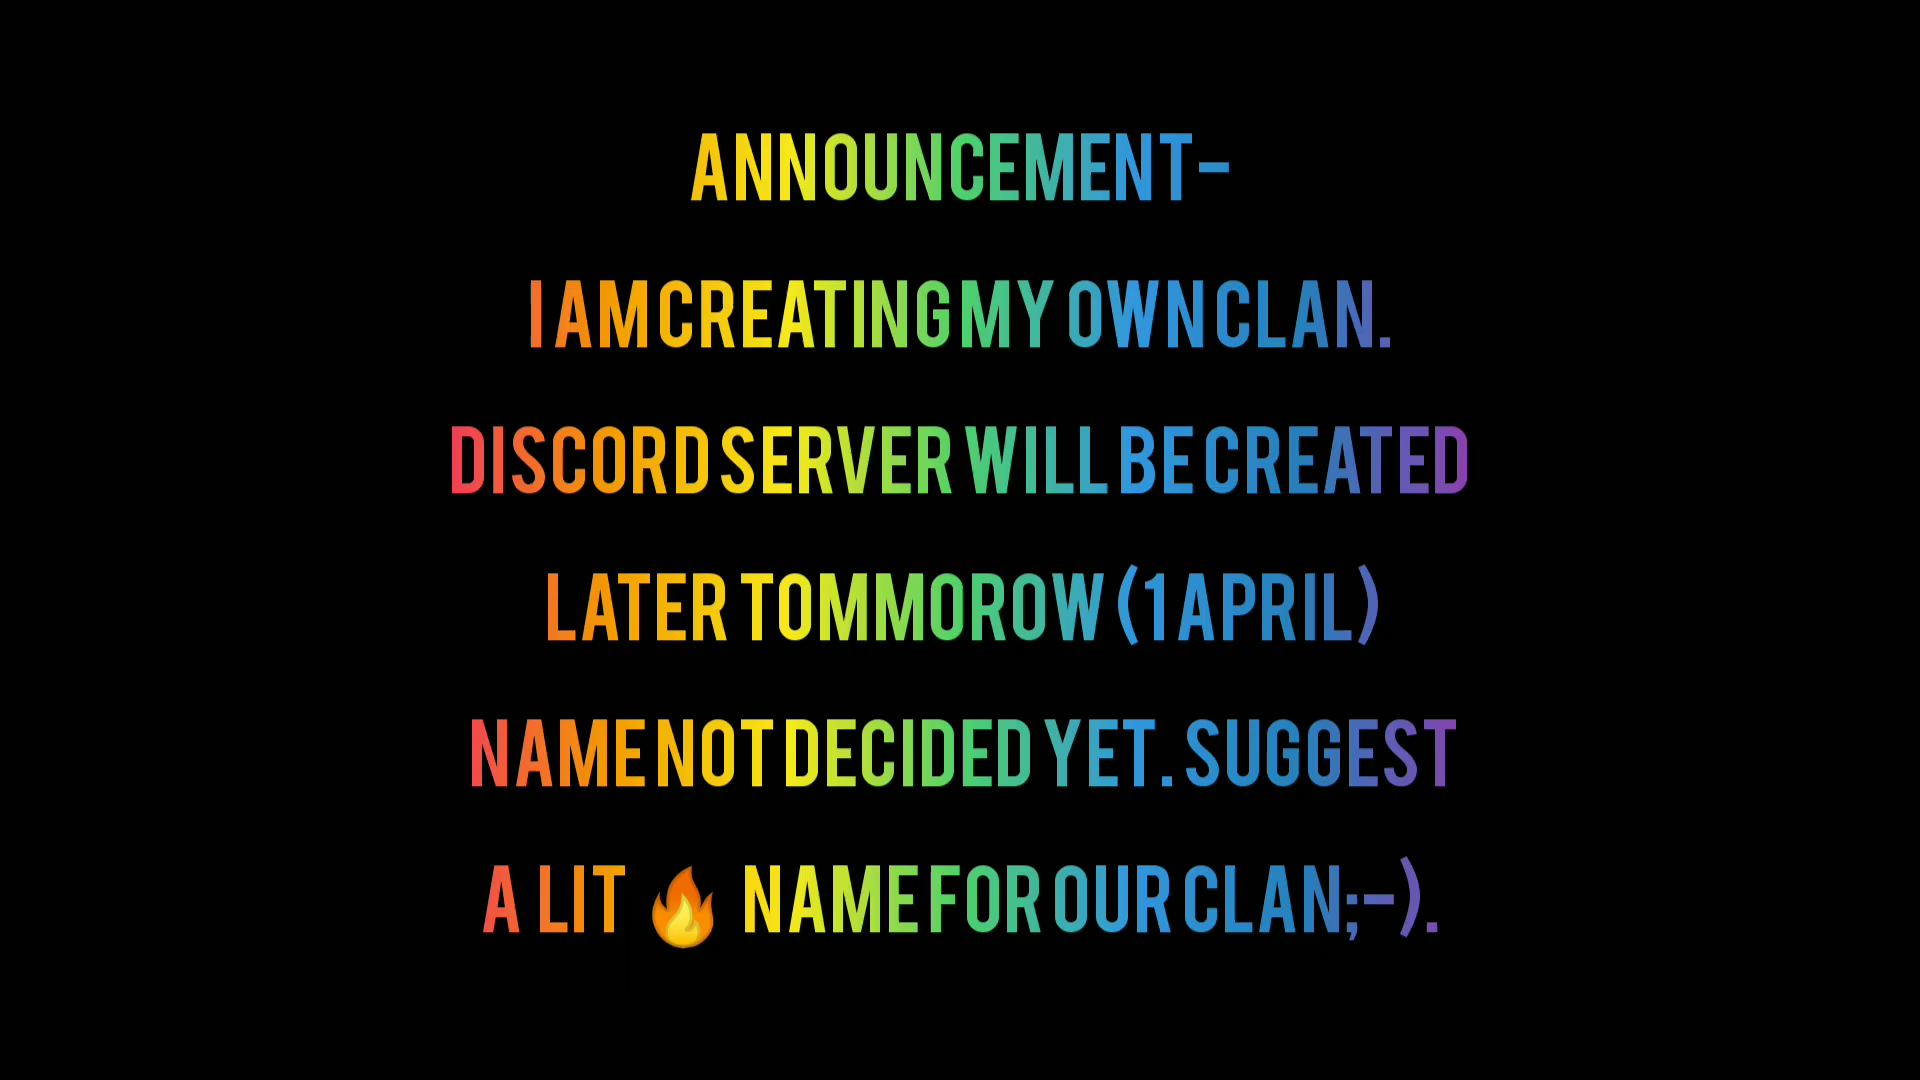 ANNOUNCEMENT-
I AM CREATING MY OWN CLAN.
DISCORD SERVER WILL BE CREATED
LATER TOMMOROW (1 APRIL)
NAME NOT DECIDED YET. SUGGEST
A LIT 🔥 NAME FOR OUR CLAN;-).